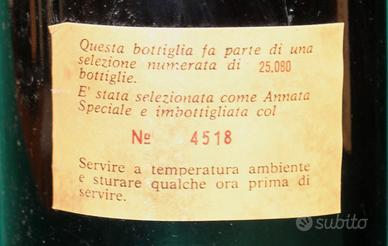 Questa bottiglia fa parte di una
selezione numerata di 25.080
bottiglie.
E' stata selezionata come Annata
Speciale e imbottigliata col
No 4518
Servire a temperatura ambiente
e sturare qualche ora prima di
servire.
subito